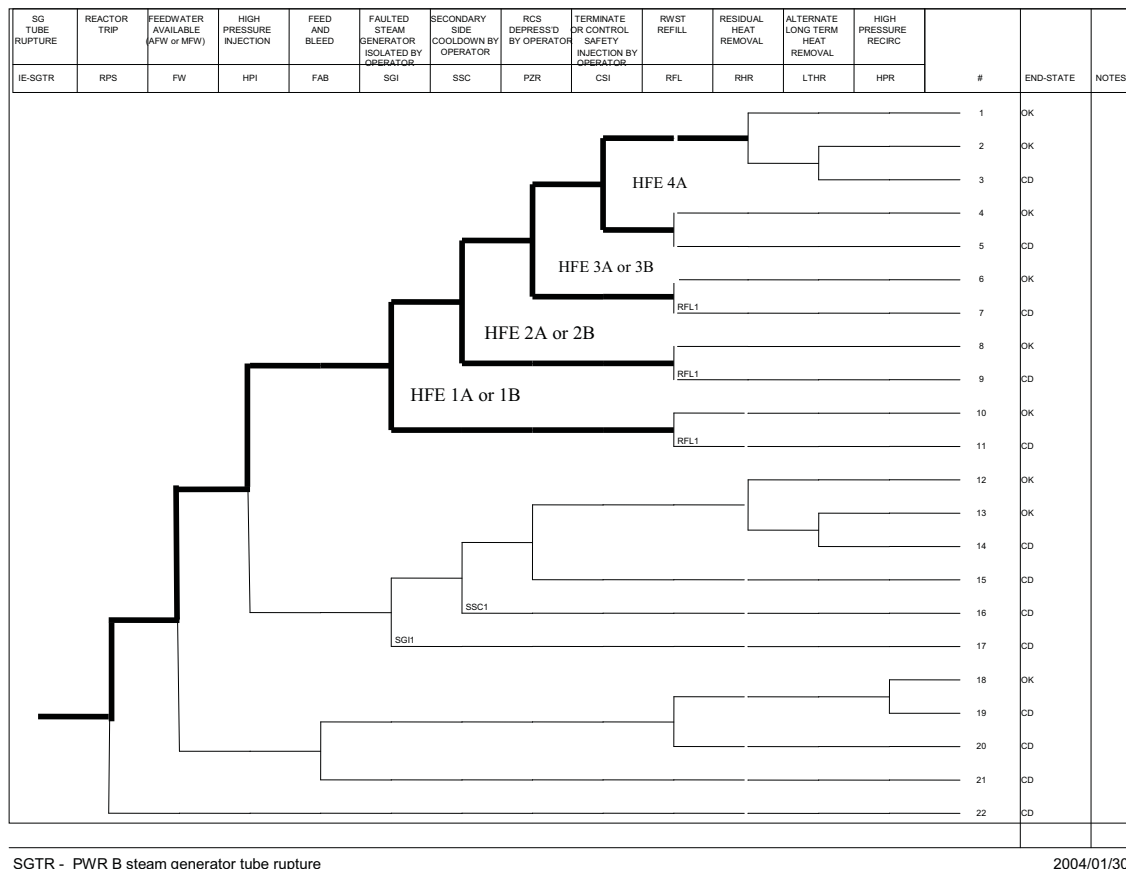 SG
TUBE
RUPTURE
REACTOR
TRIP
FEEDWATER
AVAILABLE
(AFW or MFW)
HIGH
PRESSURE
INJECTION
FEED
AND
BLEED
FAULTED
STEAM
GENERATOR
ISOLATED BY
OPERATOR
SECONDARY
SIDE
COOLDOWN BY
OPERATOR
RCS
DEPRESS'D
BY OPERATOR
TERMINATE
OR CONTROL
SAFETY
INJECTION BY
OPERATOR
RWST
REFILL
RESIDUAL
HEAT
REMOVAL
ALTERNATE
LONG TERM
HEAT
REMOVAL
HIGH
PRESSURE
RECIRC
IE-SGTR RPS FW HPI FAB SGI SSC PZR CSI RFL RHR LTHR HPR # END-STATE NOTES
1 OK
2 OK
HFE 4A
3 CD
4 OK
5 CD
HFE 3A or 3B
6 OK
RFL1
7 CD
HFE 2A or 2B
8 OK
RFL1
9 CD
HFE 1A or 1B
10 OK
RFL1
11 CD
12 OK
13 OK
14 CD
15 CD
SSC1
16 CD
SGI1
17 CD
18 OK
19 CD
20 CD
21 CD
22 CD
SGTR - PWR B steam generator tube rupture 2004/01/30